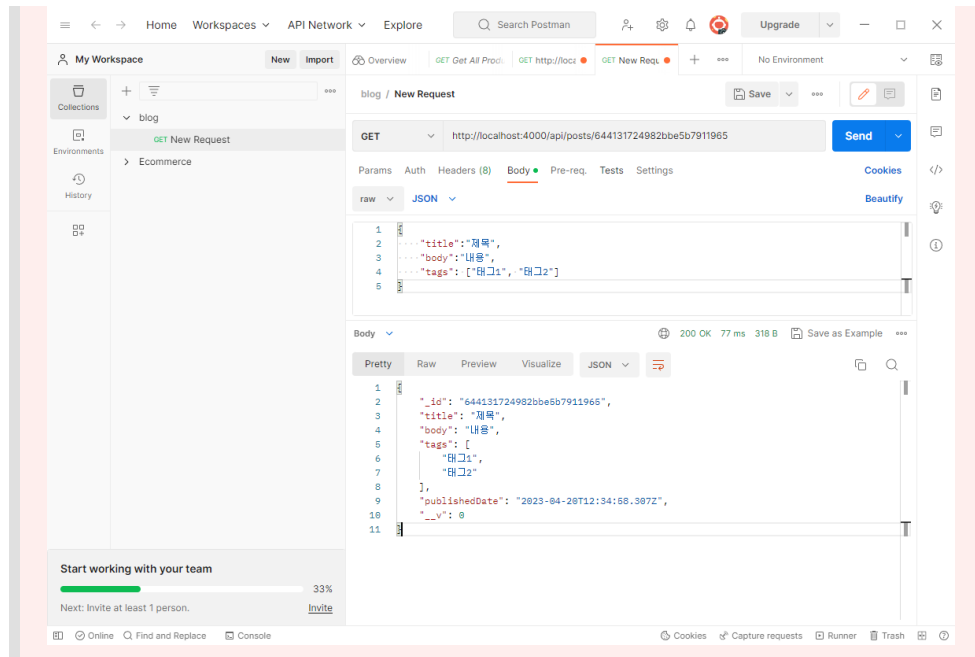 Home Workspaces API Network Explore Search Postman Upgrade
My Workspace New Import Overview GET Get All Produ GET http://loca GET New Requ No Environment
Collections
Environments
History
blog
GET New Request
Ecommerce
blog / New Request Save
GET http://localhost:4000/api/posts/644131724982bbe5b7911965 Send
Params Auth Headers (8) Body Pre-req. Tests Settings Cookies
raw JSON Beautify
1 {
2 "title":"제목",
3 "body":"내용",
4 "tags": ["태그1", "태그2"]
5 }
Body 200 OK 77 ms 318 B Save as Example
Pretty Raw Preview Visualize JSON
1 {
2 "_id": "644131724982bbe5b7911965",
3 "title": "제목",
4 "body": "내용",
5 "tags": [
6 "태그1",
7 "태그2"
8 ],
9 "publishedDate": "2023-04-20T12:34:58.307Z",
10 "__v": 0
11 }
Start working with your team
33%
Next: Invite at least 1 person. Invite
Online Find and Replace Console Cookies Capture requests Runner Trash